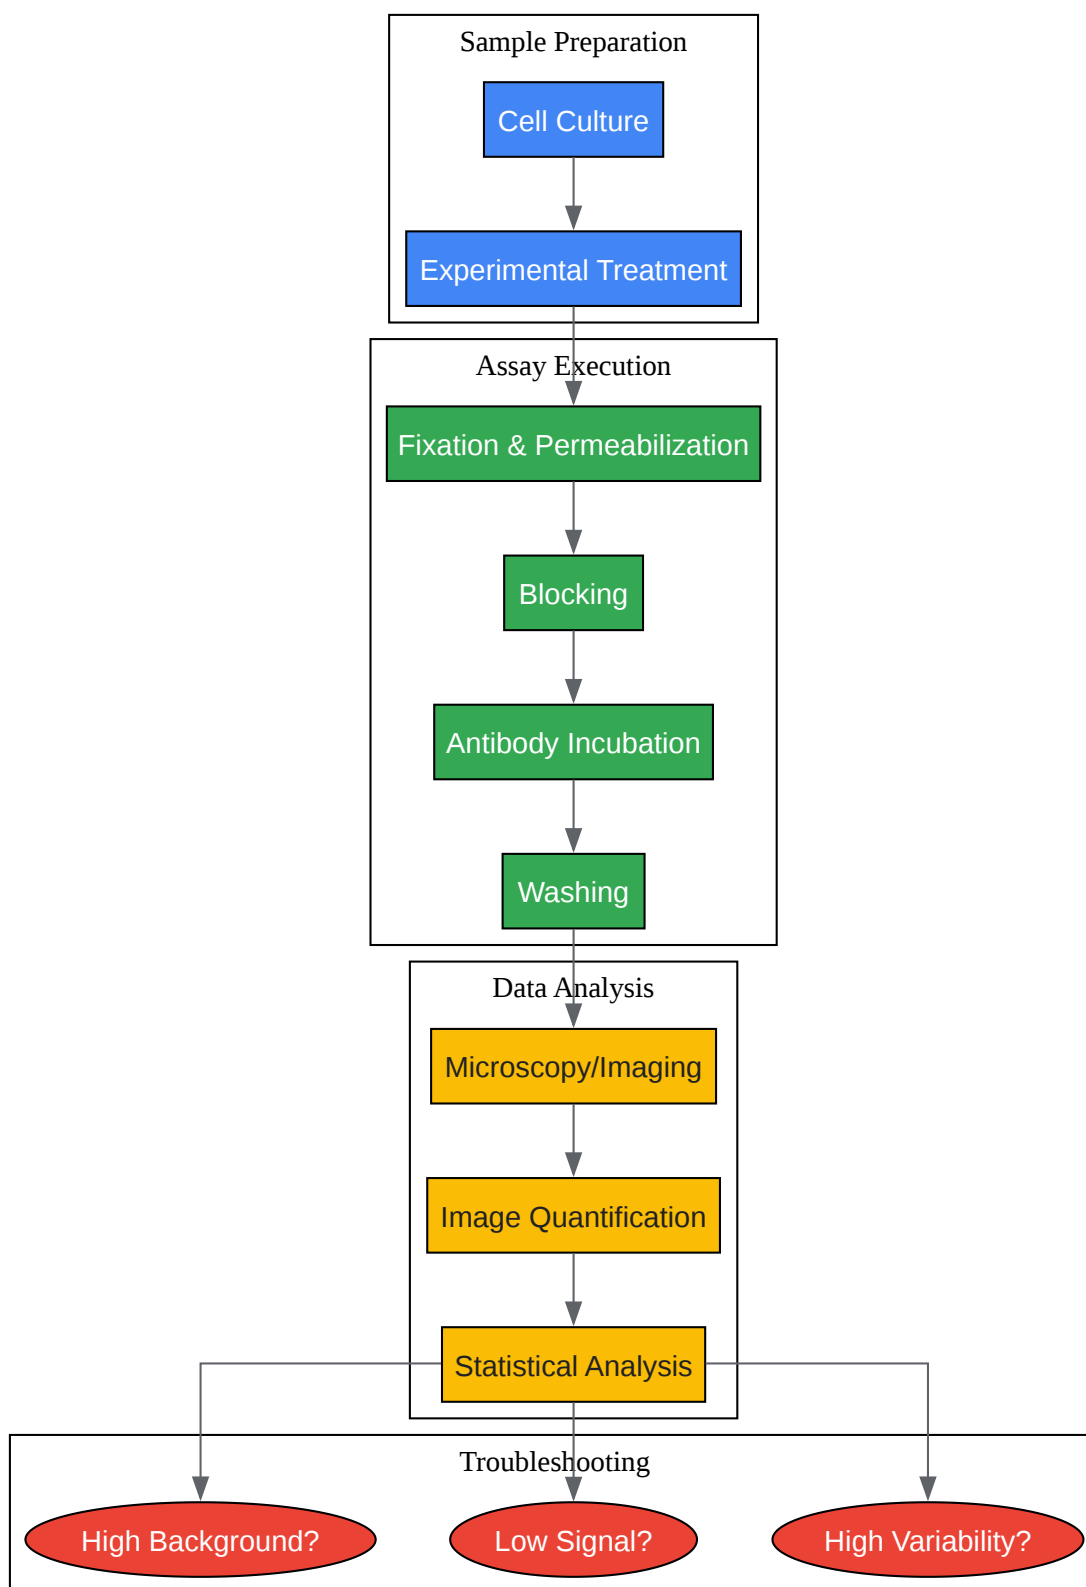 Sample Preparation
Cell Culture
Experimental Treatment
Assay Execution
Fixation & Permeabilization
Blocking
Antibody Incubation
Washing
Data Analysis
Microscopy/Imaging
Image Quantification
Statistical Analysis
Troubleshooting
High Background?
Low Signal?
High Variability?